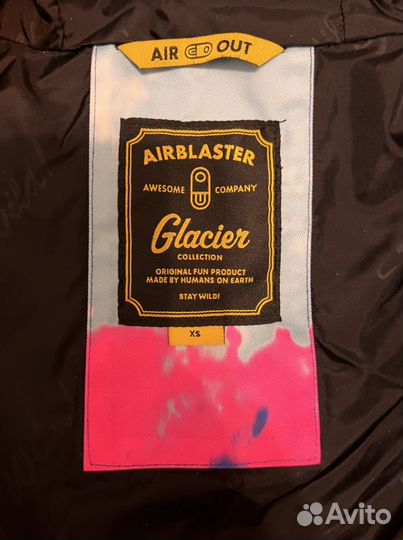 AIR OUT
AIRBLASTER
AWESOME COMPANY
Glacier
COLLECTION
ORIGINAL FUN PRODUCT
MADE BY HUMANS ON EARTH
STAY WILD!
XS
Avito